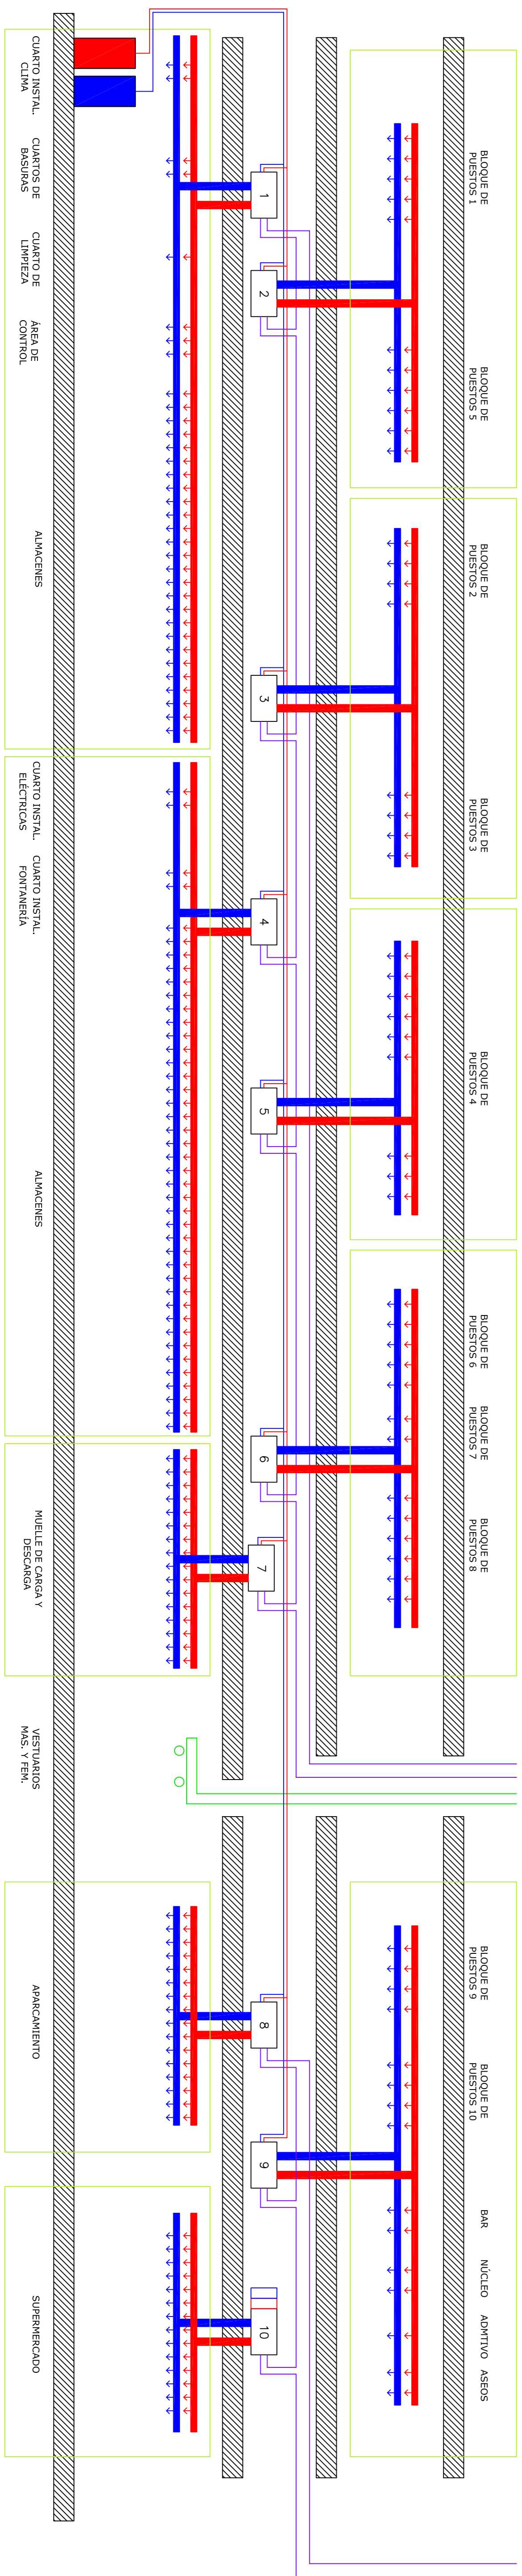 BLOQUE DE
PUESTOS 1
BLOQUE DE
PUESTOS 5
BLOQUE DE
PUESTOS 2
BLOQUE DE
PUESTOS 3
BLOQUE DE
PUESTOS 4
BLOQUE DE
PUESTOS 6
BLOQUE DE
PUESTOS 7
BLOQUE DE
PUESTOS 8
BLOQUE DE
PUESTOS 9
BLOQUE DE
PUESTOS 10
BAR
NÚCLEO
ADMTIVO
ASEOS
1
2
3
4
5
6
7
8
9
10
CUARTO INSTAL.
CLIMA
CUARTOS DE
BASURAS
CUARTO DE
LIMPIEZA
ÁREA DE
CONTROL
ALMACENES
CUARTO INSTAL.
ELÉCTRICAS
CUARTO INSTAL.
FONTANERÍA
ALMACENES
MUELLE DE CARGA Y
DESCARGA
VESTUARIOS
MAS. Y FEM.
APARCAMIENTO
SUPERMERCADO